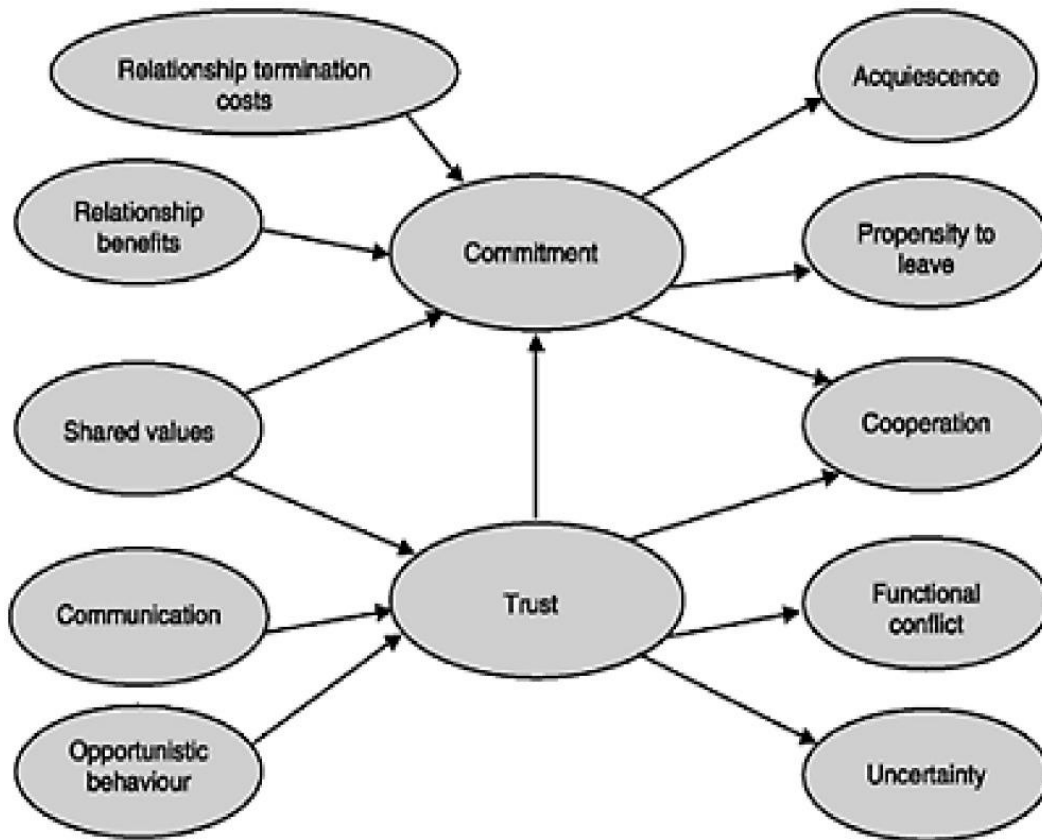 Relationship termination
costs
Acquiescence
Relationship
benefits
Commitment
Propensity to
leave
Shared values
Cooperation
Communication
Trust
Functional
conflict
Opportunistic
behaviour
Uncertainty